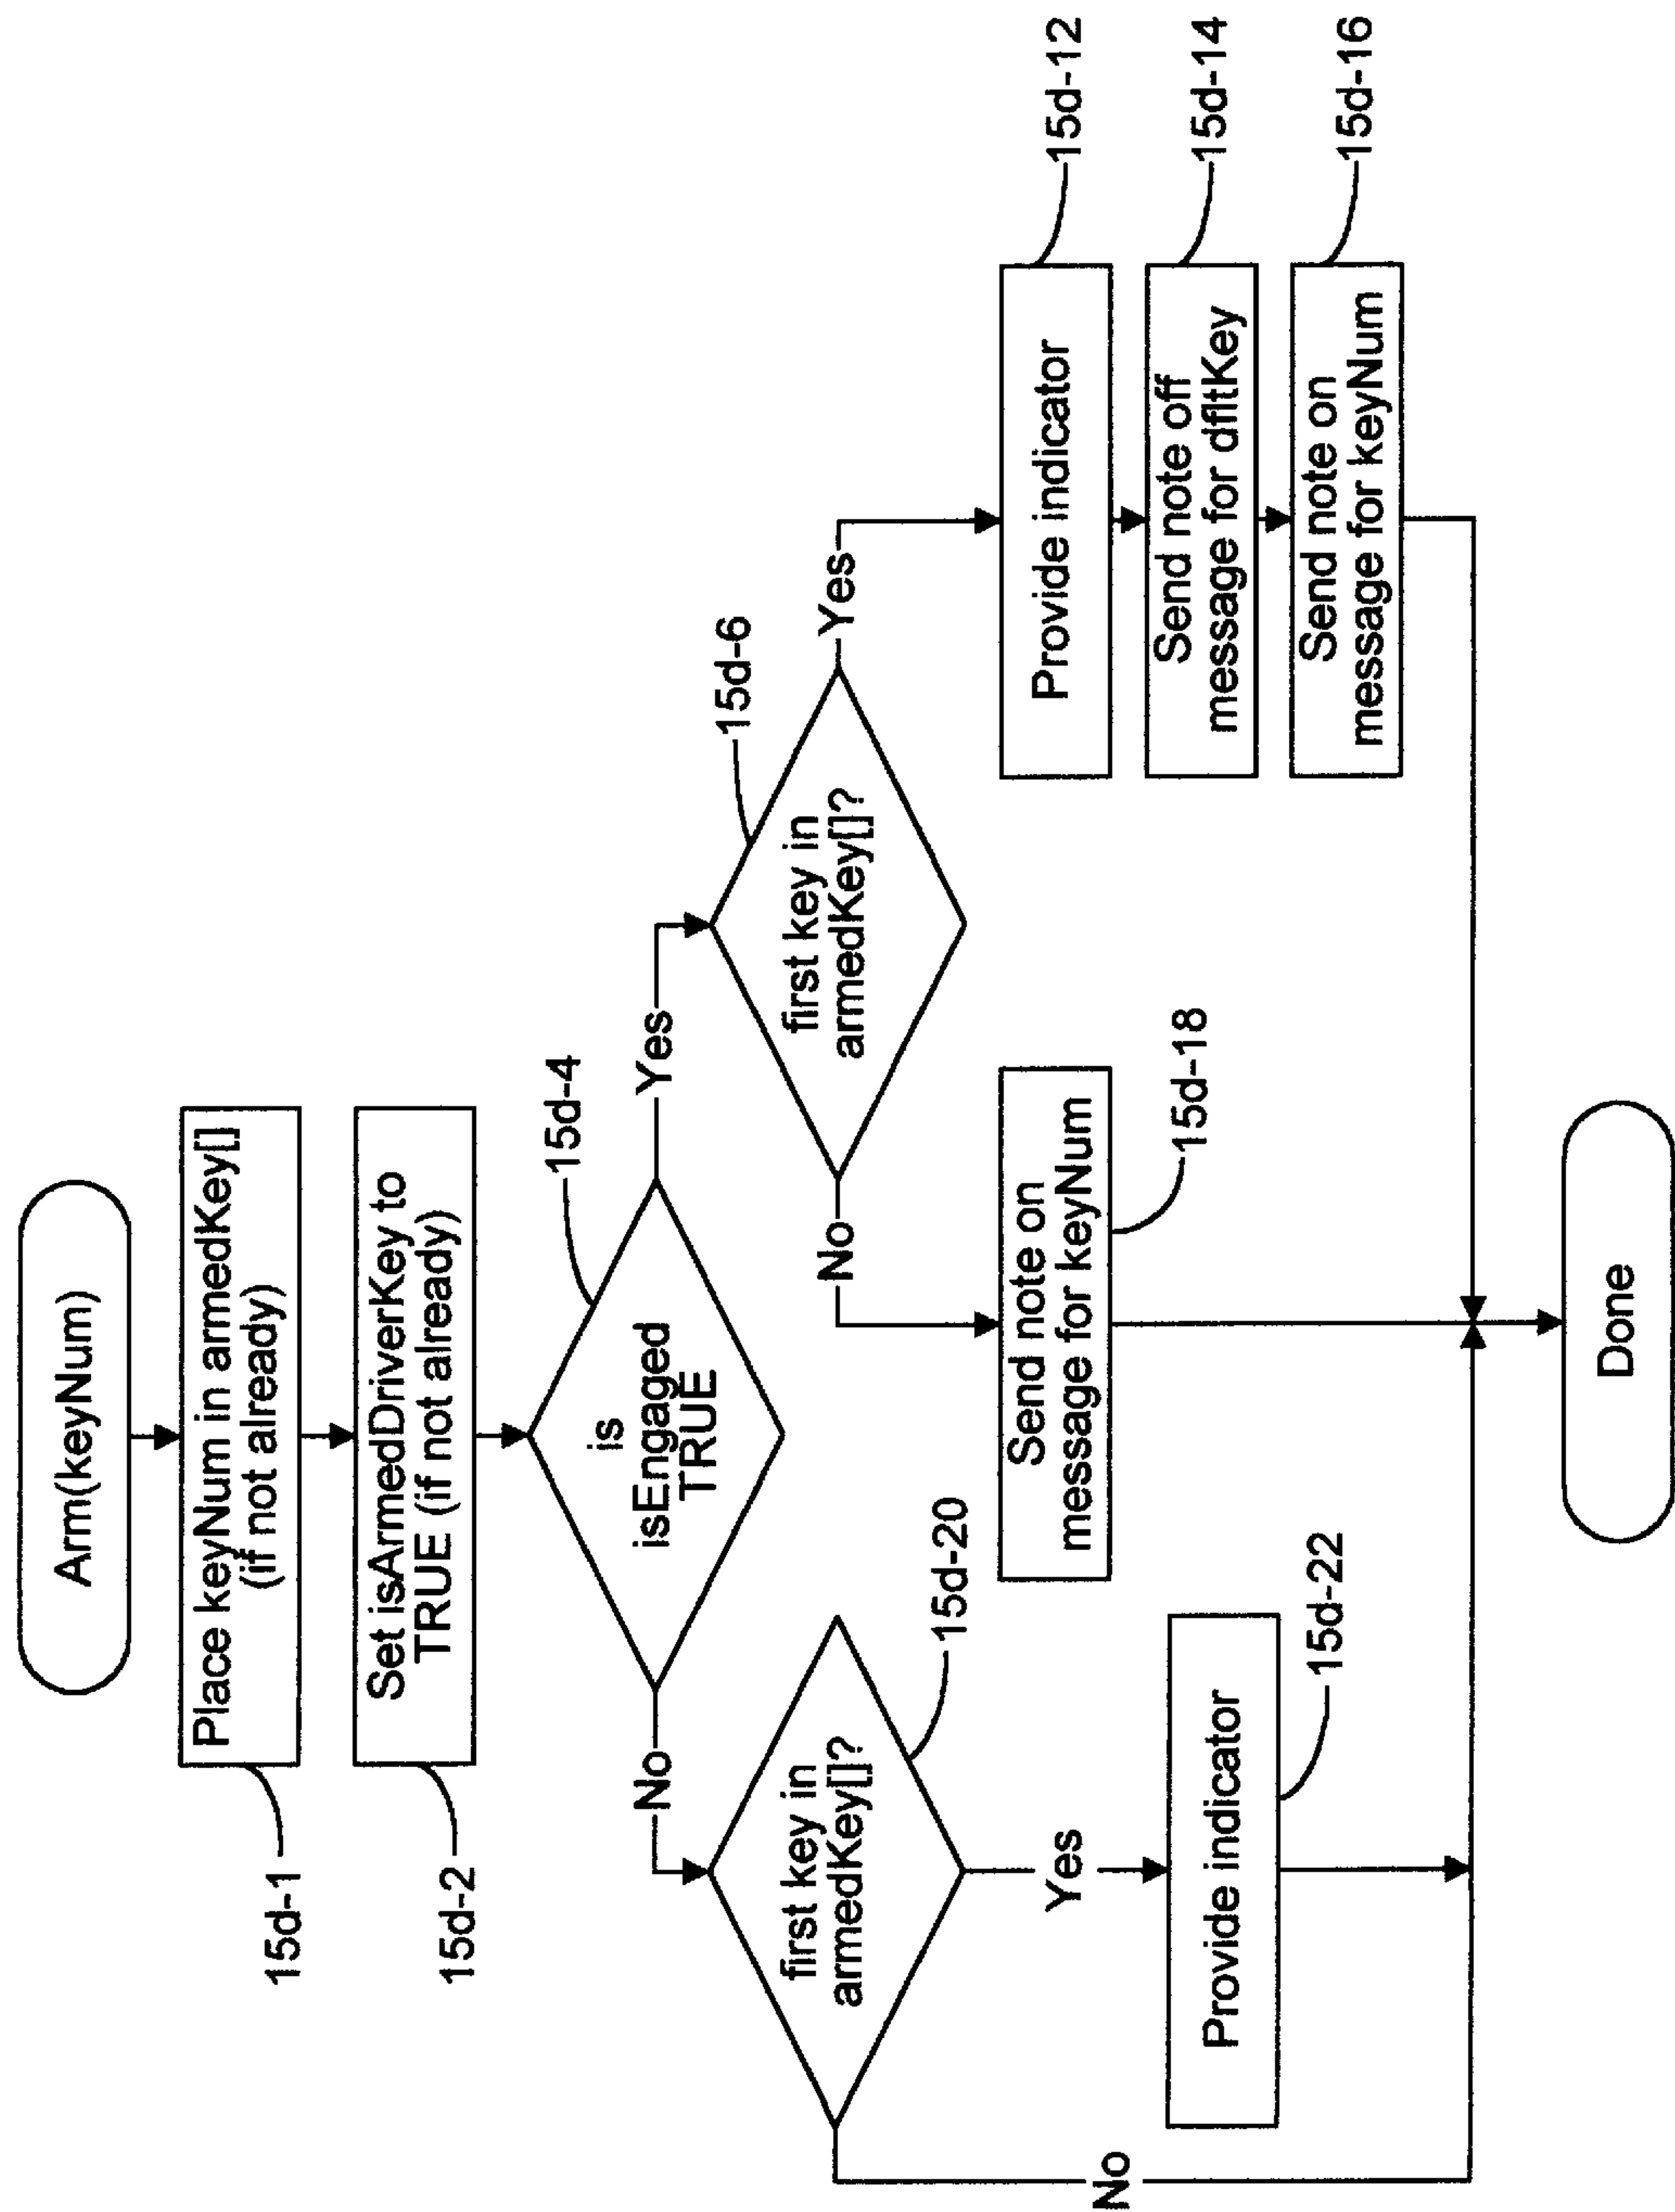 Arm(keyNum)
Place keyNum in armedKey[]
(if not already)
15d-1
Set isArmedDriverKey to
TRUE (if not already)
15d-2
is
isEngaged
TRUE
15d-4
No
Yes
first key in
armedKey[]?
15d-20
first key in
armedKey[]?
15d-6
No
Yes
No
Yes
Provide indicator
15d-22
Send note on
message for keyNum
15d-18
Provide indicator
15d-12
Send note off
message for dfltKey
15d-14
Send note on
message for keyNum
15d-16
Done